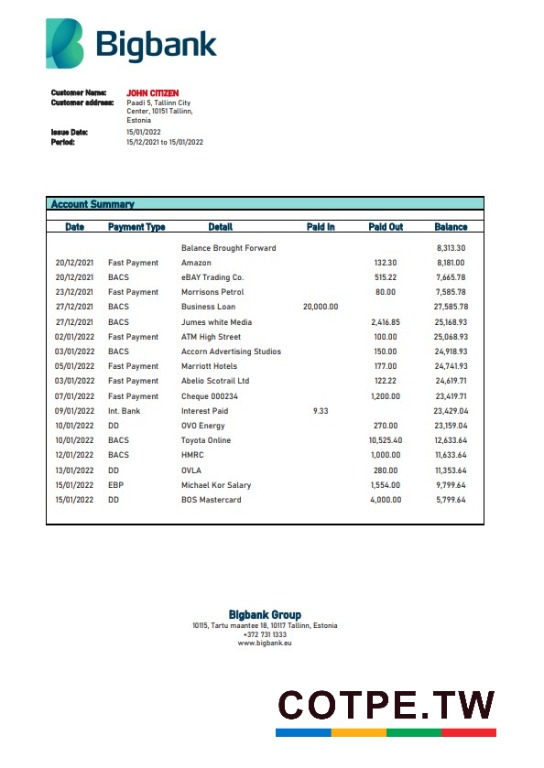 Bigbank
Customer Name: JOHN CITIZEN
Customer address: Paadi 5, Tallinn City
Center, 10151 Tallinn,
Estonia
Issue Date: 15/01/2022
Period: 15/12/2021 to 15/01/2022
Account Summary
Date Payment Type Detail Paid In Paid Out Balance
Balance Brought Forward 8,313.30
20/12/2021 Fast Payment Amazon 132.30 8,181.00
20/12/2021 BACS eBAY Trading Co. 515.22 7,665.78
23/12/2021 Fast Payment Morrisons Petrol 80.00 7,585.78
27/12/2021 BACS Business Loan 20,000.00 27,585.78
27/12/2021 BACS Jumes white Media 2,416.85 25,168.93
02/01/2022 Fast Payment ATM High Street 100.00 25,068.93
03/01/2022 BACS Accorn Advertising Studios 150.00 24,918.93
05/01/2022 Fast Payment Marriott Hotels 177.00 24,741.93
03/01/2022 Fast Payment Abelio Scotrail Ltd 122.22 24,619.71
07/01/2022 Fast Payment Cheque 000234 1,200.00 23,419.71
09/01/2022 Int. Bank Interest Paid 9.33 23,429.04
10/01/2022 DD OVO Energy 270.00 23,159.04
10/01/2022 BACS Toyota Online 10,525.40 12,633.64
12/01/2022 BACS HMRC 1,000.00 11,633.64
13/01/2022 DD OVLA 280.00 11,353.64
15/01/2022 EBP Michael Kor Salary 1,554.00 9,799.64
15/01/2022 DD BOS Mastercard 4,000.00 5,799.64
Bigbank Group
10115, Tartu maantee 18, 10117 Tallinn, Estonia
+372 731 1333
www.bigbank.eu
COTPE.TW